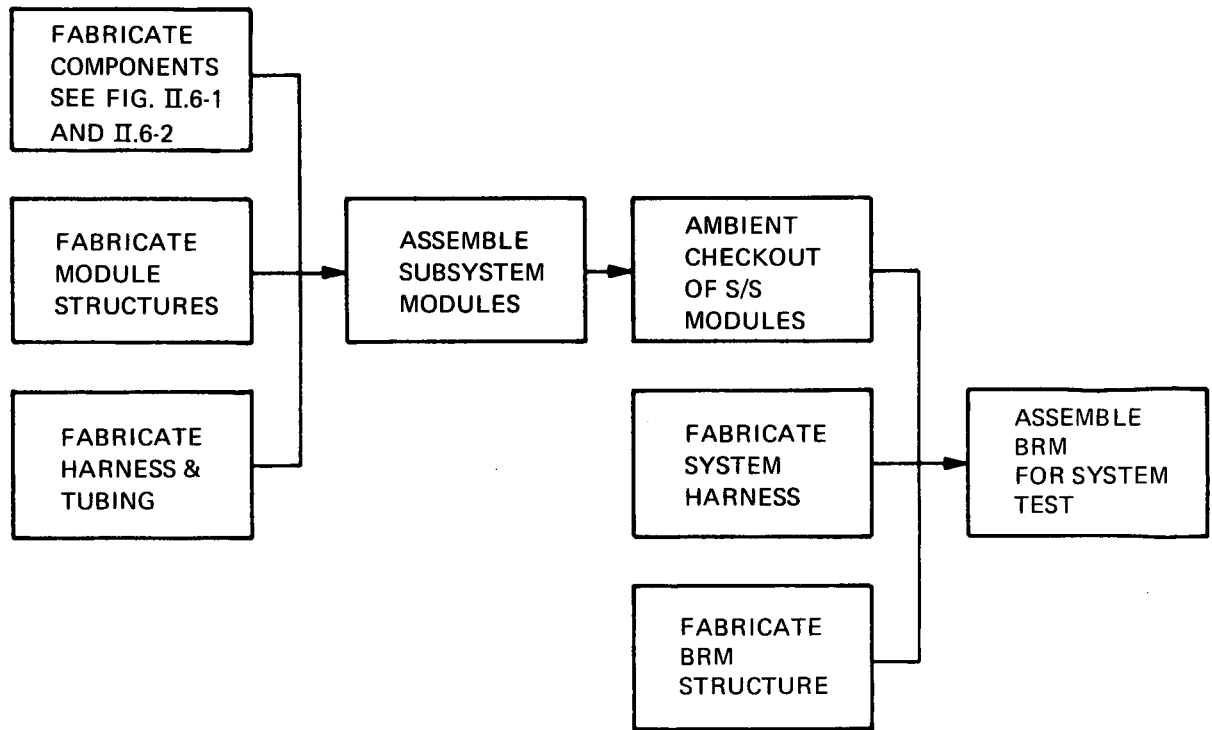 FABRICATE
COMPONENTS
SEE FIG. II.6-1
AND II.6-2
FABRICATE
MODULE
STRUCTURES
FABRICATE
HARNESS &
TUBING
ASSEMBLE
SUBSYSTEM
MODULES
AMBIENT
CHECKOUT
OF S/S
MODULES
FABRICATE
SYSTEM
HARNESS
FABRICATE
BRM
STRUCTURE
ASSEMBLE
BRM
FOR SYSTEM
TEST